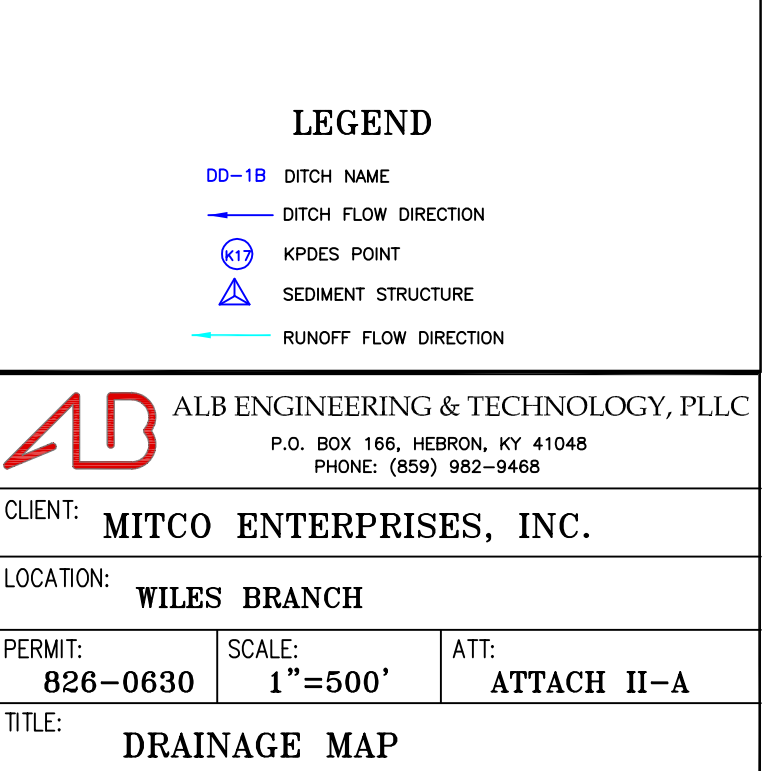 LEGEND
DD-1B DITCH NAME
DITCH FLOW DIRECTION
K17 KPDES POINT
SEDIMENT STRUCTURE
RUNOFF FLOW DIRECTION
ALB ALB ENGINEERING & TECHNOLOGY, PLLC
P.O. BOX 166, HEBRON, KY 41048
PHONE: (859) 982-9468
CLIENT: MITCO ENTERPRISES, INC.
LOCATION: WILES BRANCH
PERMIT: SCALE: ATT:
826-0630 1"=500' ATTACH II-A
TITLE: DRAINAGE MAP